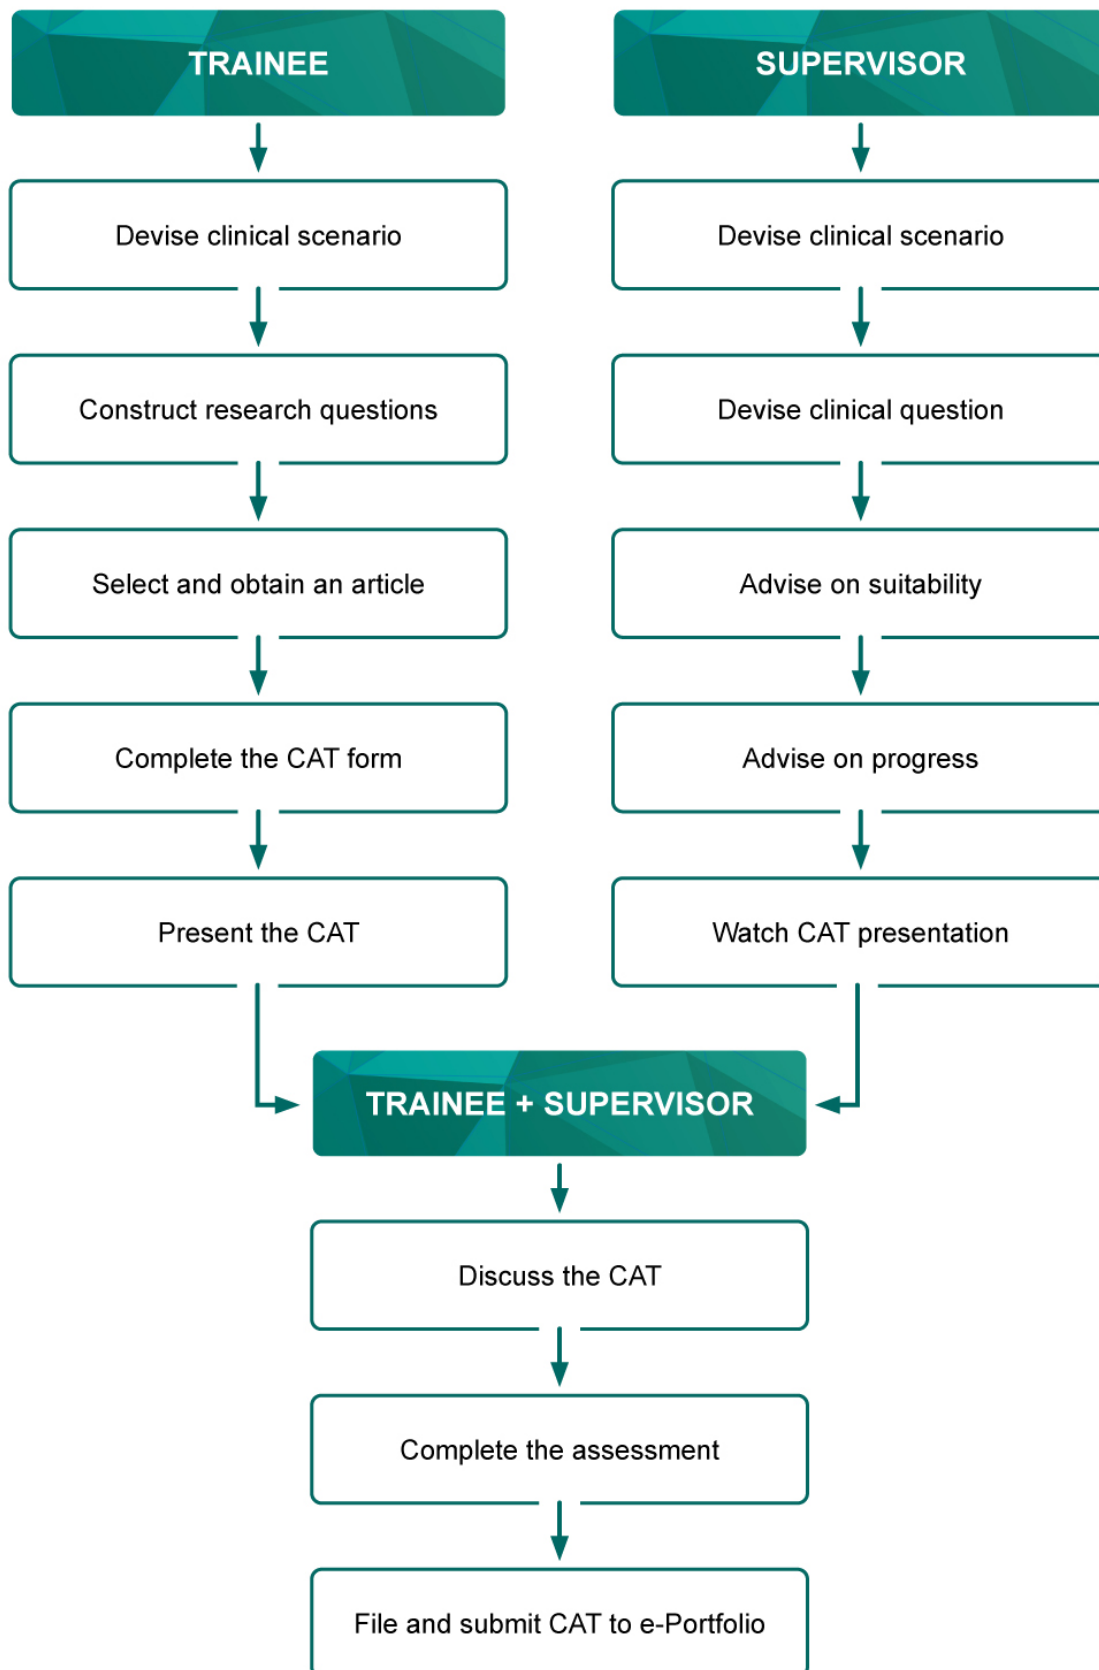 TRAINEE
Devise clinical scenario
Construct research questions
Select and obtain an article
Complete the CAT form
Present the CAT
SUPERVISOR
Devise clinical scenario
Devise clinical question
Advise on suitability
Advise on progress
Watch CAT presentation
TRAINEE + SUPERVISOR
Discuss the CAT
Complete the assessment
File and submit CAT to e-Portfolio